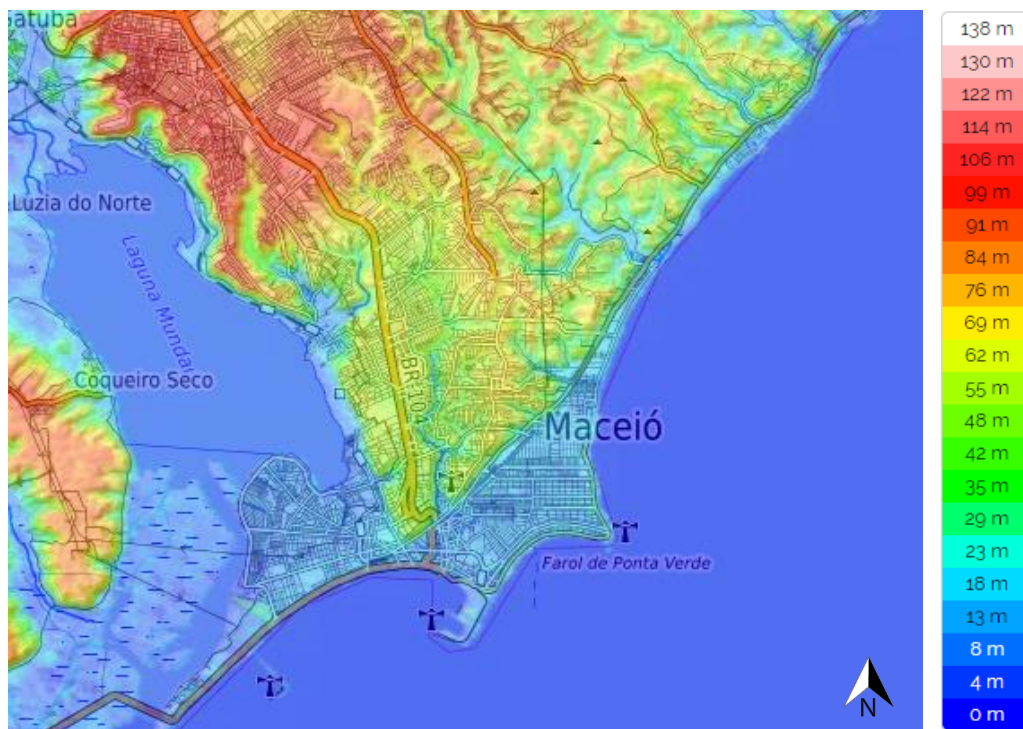 Satuba
Luzia do Norte
Laguna Mundaú
Coqueiro Seco
BR-104
Maceió
Farol de Ponta Verde
N
138 m
130 m
122 m
114 m
106 m
99 m
91 m
84 m
76 m
69 m
62 m
55 m
48 m
42 m
35 m
29 m
23 m
18 m
13 m
8 m
4 m
0 m